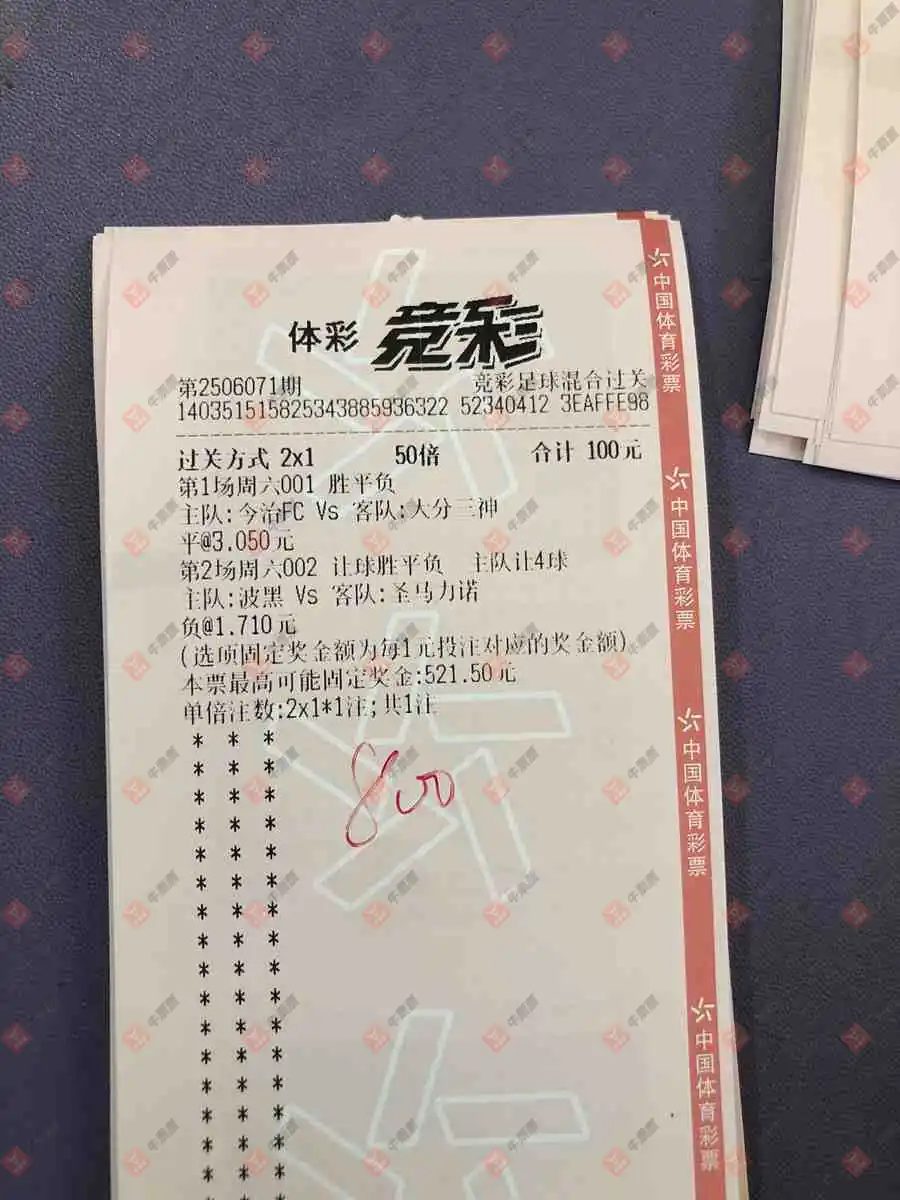 体彩 竞彩
第2506071期 竞彩足球混合过关
140351515825343885936322 52340412 3EAFFE98
过关方式 2x1 50倍 合计 100元
第1场周六001 胜平负
主队:今治FC Vs 客队:大分三神
平@3.050元
第2场周六002 让球胜平负 主队让4球
主队:波黑 Vs 客队:圣马力诺
负@1.710元
(选项固定奖金额为每1元投注对应的奖金额)
本票最高可能固定奖金:521.50元
单倍注数:2x1*1注;共1注
800
中国体育彩票
中国体育彩票
中国体育彩票
中国体育彩票